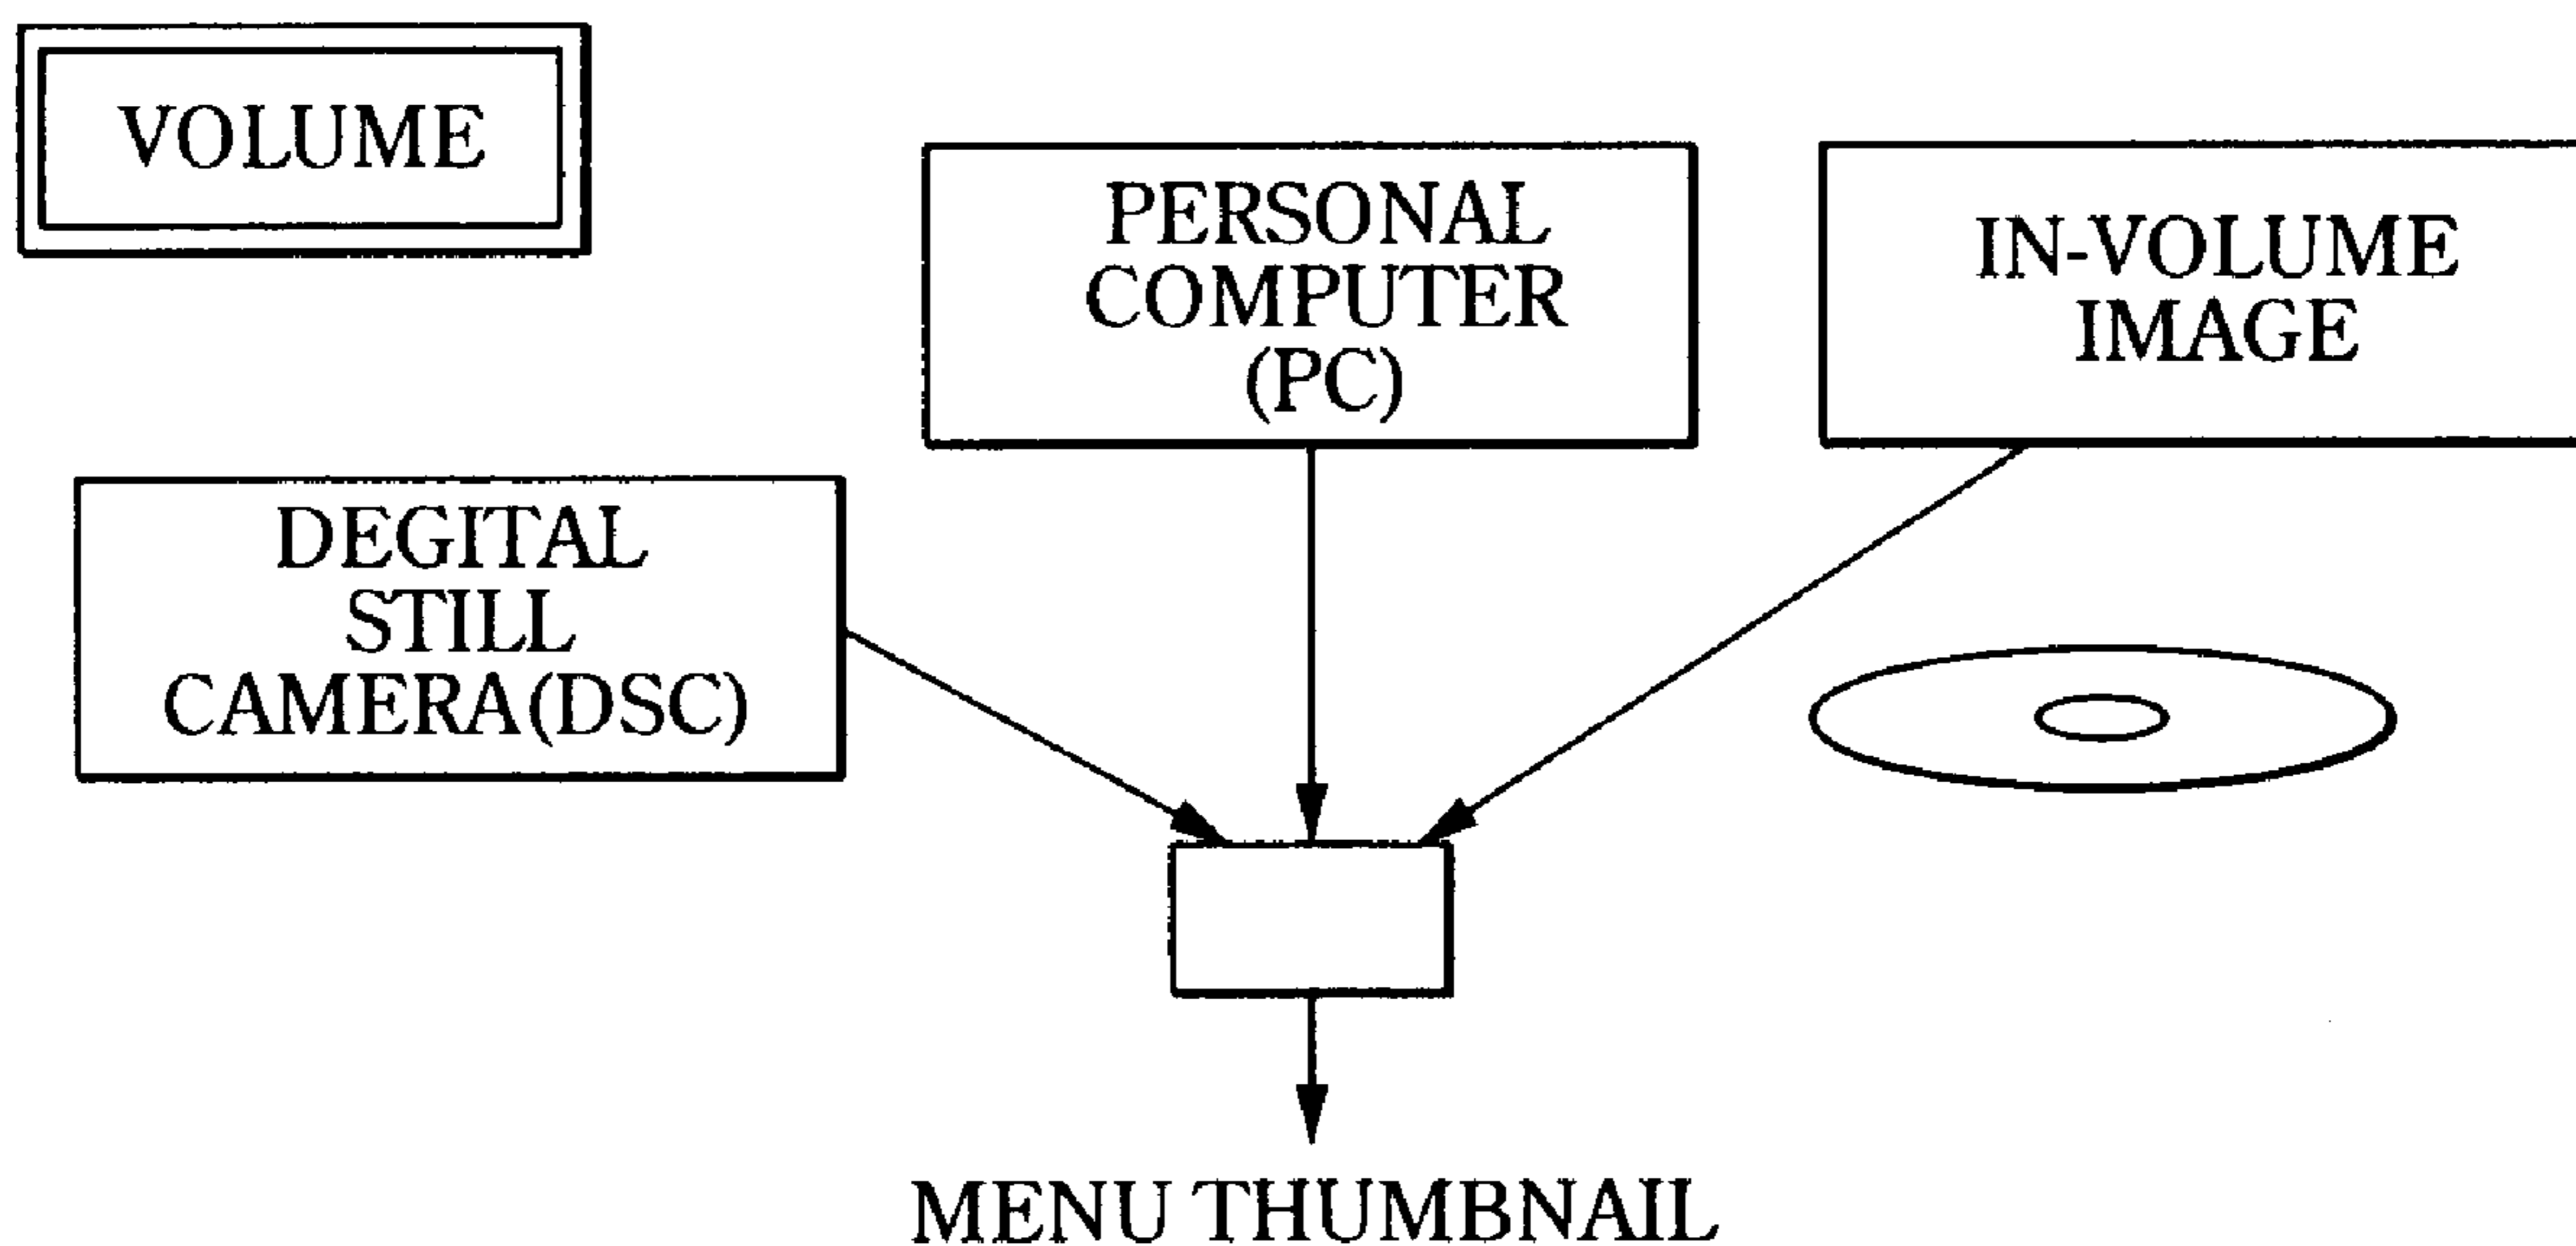 VOLUME
PERSONAL
COMPUTER
(PC)
IN-VOLUME
IMAGE
DEGITAL
STILL
CAMERA(DSC)
MENU THUMBNAIL